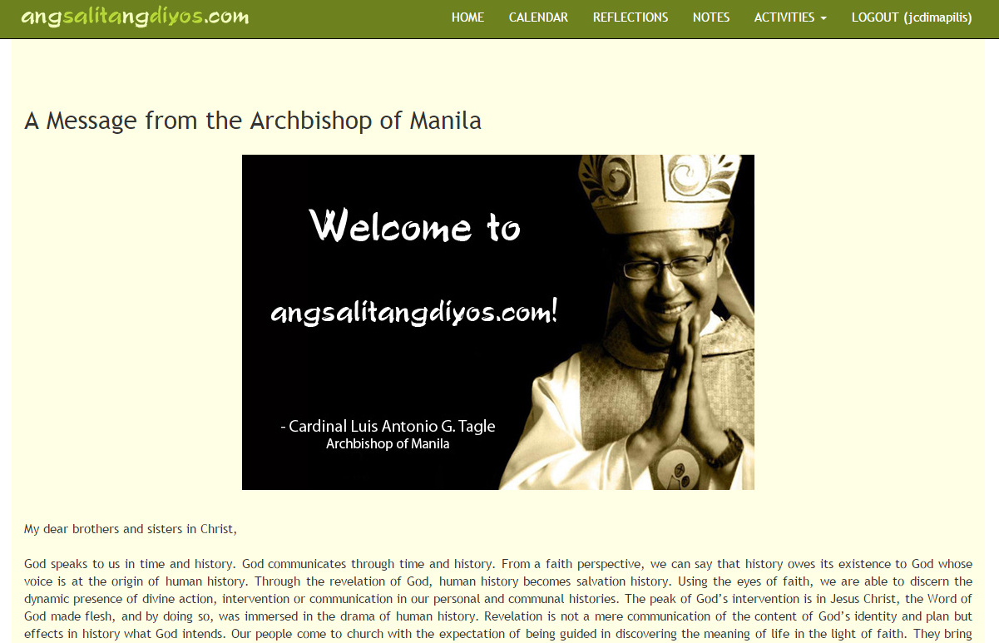 angsalitangdiyos.com HOME CALENDAR REFLECTIONS NOTES ACTIVITIES LOGOUT (jcdimapilis)
A Message from the Archbishop of Manila
Welcome to
angsalitangdiyos.com!
- Cardinal Luis Antonio G. Tagle
Archbishop of Manila
My dear brothers and sisters in Christ,
God speaks to us in time and history. God communicates through time and history. From a faith perspective, we can say that history owes its existence to God whose
voice is at the origin of human history. Through the revelation of God, human history becomes salvation history. Using the eyes of faith, we are able to discern the
dynamic presence of divine action, intervention or communication in our personal and communal histories. The peak of God’s intervention is in Jesus Christ, the Word of
God made flesh, and by doing so, was immersed in the drama of human history. Revelation is not a mere communication of the content of God’s identity and plan but
effects in history what God intends. Our people come to church with the expectation of being guided in discovering the meaning of life in the light of faith. They bring